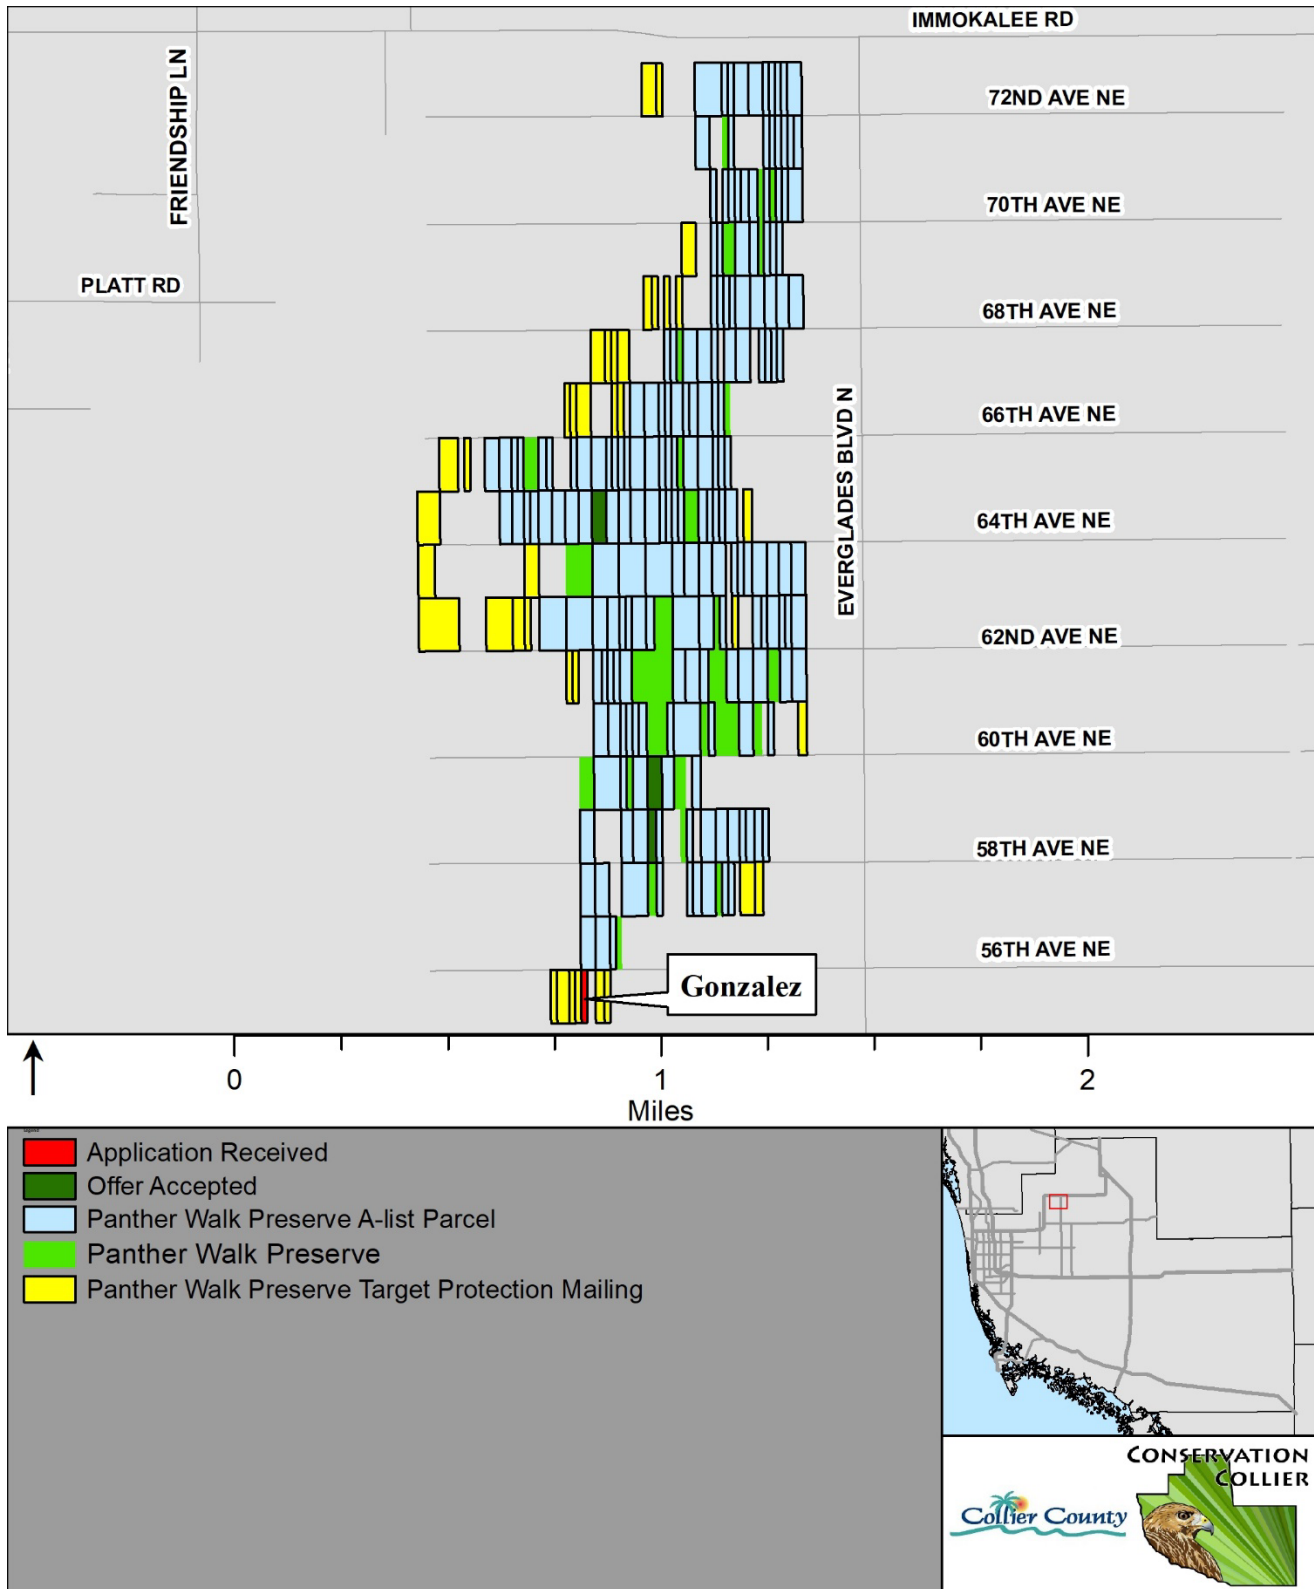 IMMOKALEE RD
FRIENDSHIP LN
72ND AVE NE
70TH AVE NE
PLATT RD
68TH AVE NE
EVERGLADES BLVD N
66TH AVE NE
64TH AVE NE
62ND AVE NE
60TH AVE NE
58TH AVE NE
56TH AVE NE
Gonzalez
0 1 2
Miles
Application Received
Offer Accepted
Panther Walk Preserve A-list Parcel
Panther Walk Preserve
Panther Walk Preserve Target Protection Mailing
CONSERVATION
COLLIER
Collier County